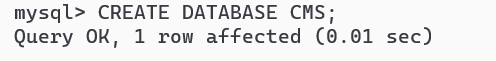 mysql> CREATE DATABASE CMS;
Query OK, 1 row affected (0.01 sec)